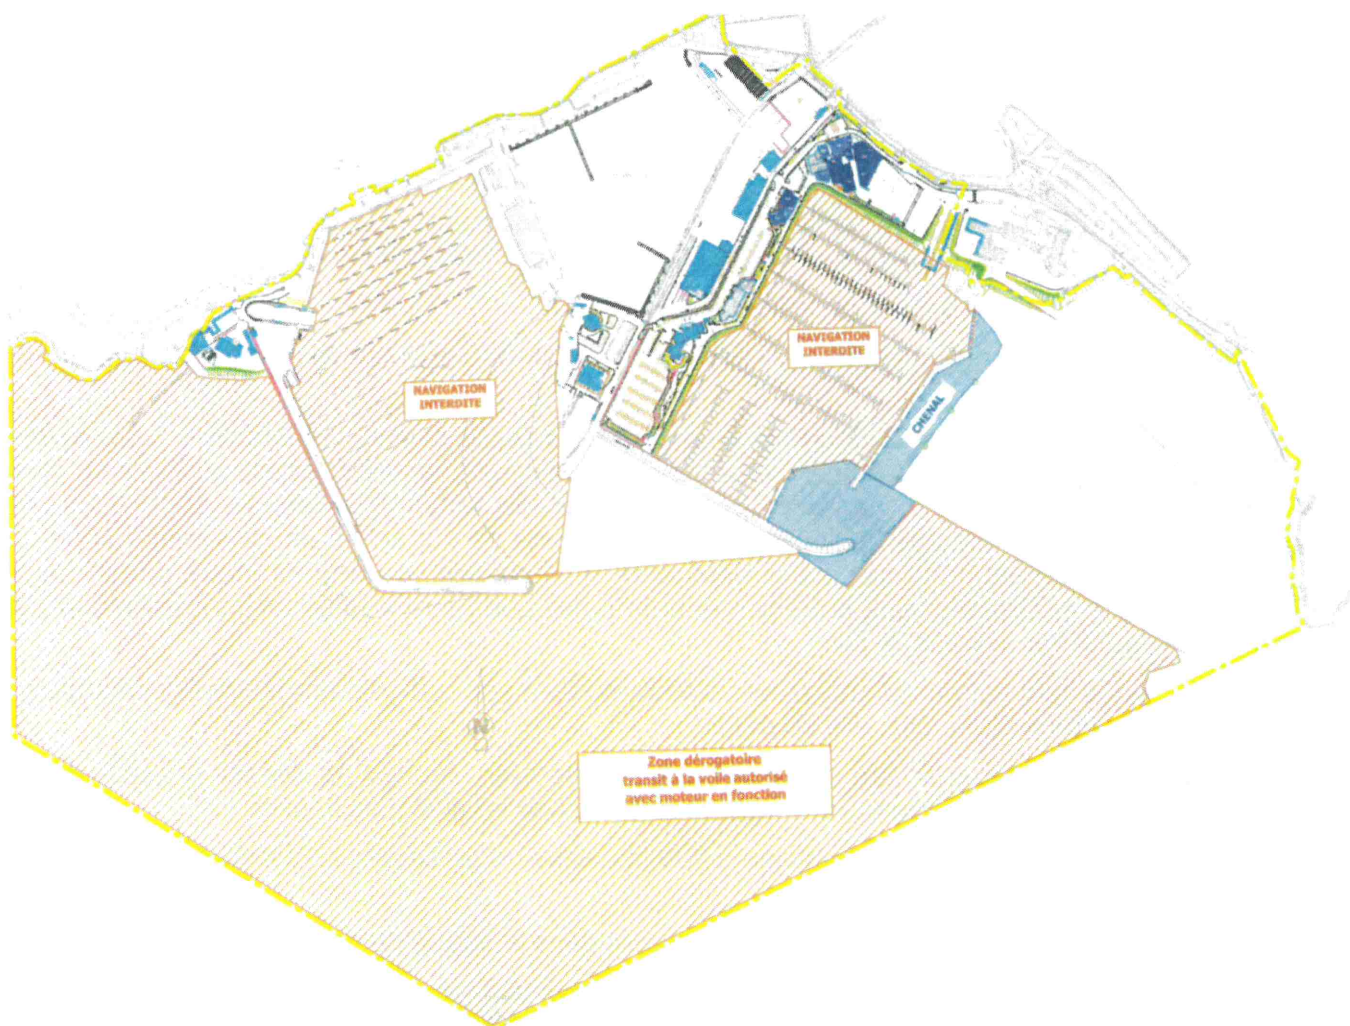 NAVIGATION
INTERDITE
NAVIGATION
INTERDITE
CHENAL
N
Zone dérogatoire
transit à la voile autorisé
avec moteur en fonction